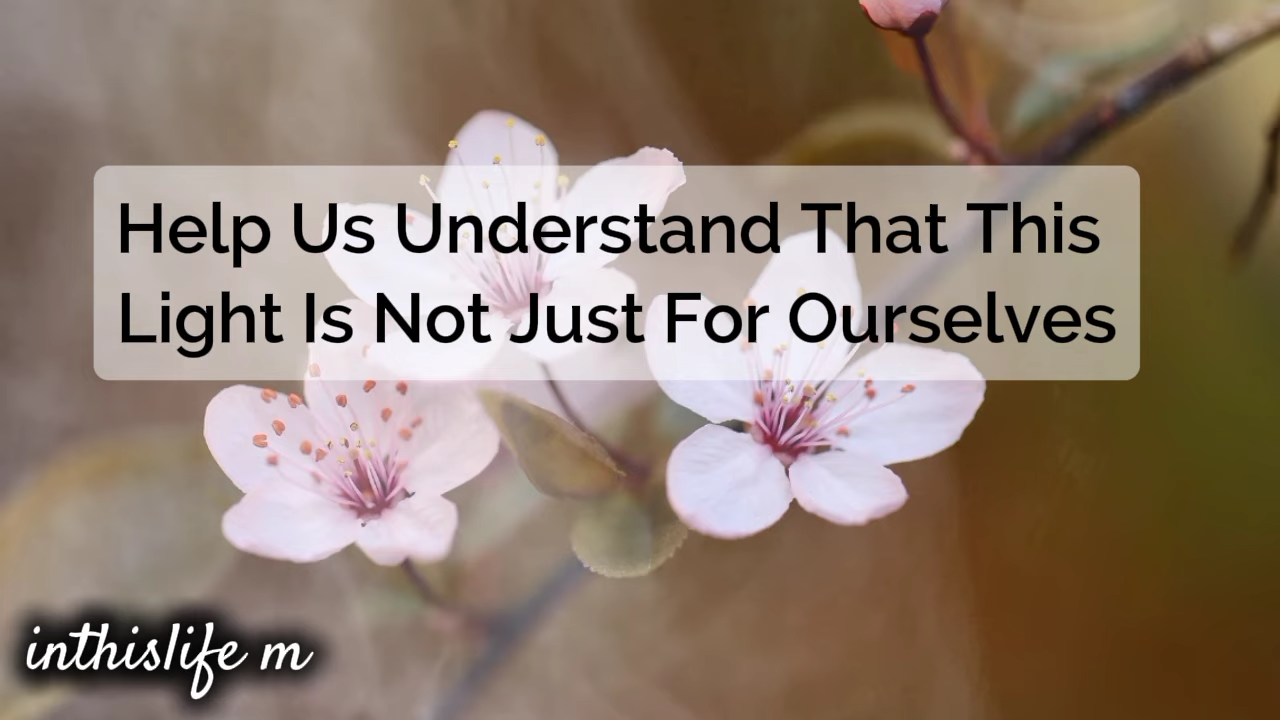 Help Us Understand That This
Light Is Not Just For Ourselves
inthislife m